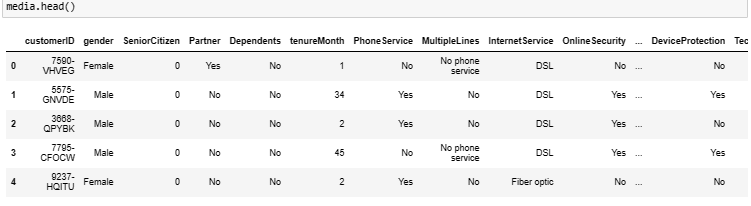 media.head()
customerID gender SeniorCitizen Partner Dependents tenureMonth PhoneService MultipleLines InternetService OnlineSecurity ... DeviceProtection Tec
0 7590-VHVEG Female 0 Yes No 1 No No phone service DSL No ... No
1 5575-GNVDE Male 0 No No 34 Yes No DSL Yes ... Yes
2 3668-QPYBK Male 0 No No 2 Yes No DSL Yes ... No
3 7795-CFOCW Male 0 No No 45 No No phone service DSL Yes ... Yes
4 9237-HQITU Female 0 No No 2 Yes No Fiber optic No ... No